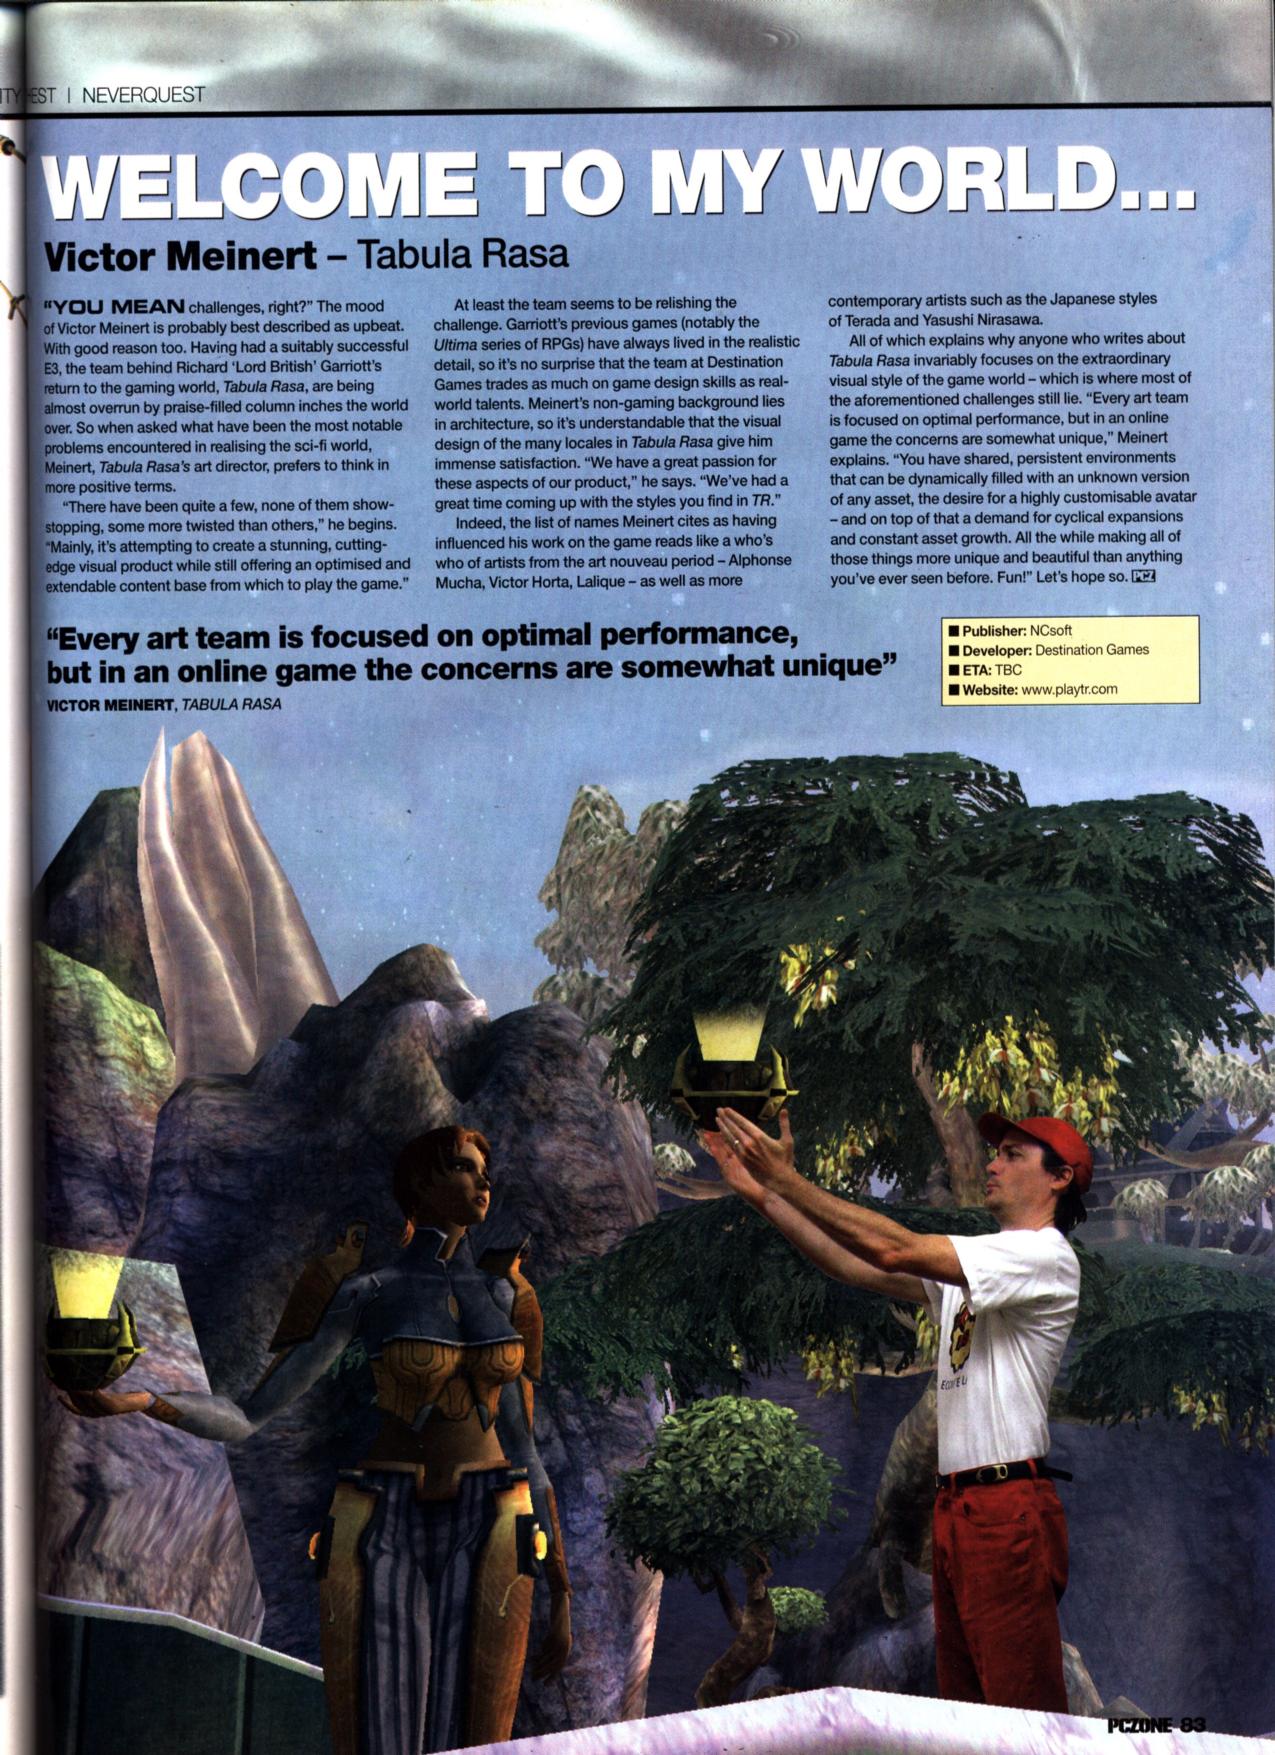 EST | NEVERQUEST
WELCOME TO MY WORLD...
Victor Meinert – Tabula Rasa
“YOU MEAN challenges, right?” The mood
of Victor Meinert is probably best described as upbeat.
With good reason too. Having had a suitably successful
E3, the team behind Richard ‘Lord British’ Garriott’s
return to the gaming world, Tabula Rasa, are being
almost overrun by praise-filled column inches the world
over. So when asked what have been the most notable
problems encountered in realising the sci-fi world,
Meinert, Tabula Rasa’s art director, prefers to think in
more positive terms.
“There have been quite a few, none of them show-
stopping, some more twisted than others,” he begins.
“Mainly, it’s attempting to create a stunning, cutting-
edge visual product while still offering an optimised and
extendable content base from which to play the game.”
At least the team seems to be relishing the
challenge. Garriott’s previous games (notably the
Ultima series of RPGs) have always lived in the realistic
detail, so it’s no surprise that the team at Destination
Games trades as much on game design skills as real-
world talents. Meinert’s non-gaming background lies
in architecture, so it’s understandable that the visual
design of the many locales in Tabula Rasa give him
immense satisfaction. “We have a great passion for
these aspects of our product,” he says. “We’ve had a
great time coming up with the styles you find in TR.”
Indeed, the list of names Meinert cites as having
influenced his work on the game reads like a who’s
who of artists from the art nouveau period – Alphonse
Mucha, Victor Horta, Lalique – as well as more
contemporary artists such as the Japanese styles
of Terada and Yasushi Nirasawa.
All of which explains why anyone who writes about
Tabula Rasa invariably focuses on the extraordinary
visual style of the game world – which is where most of
the aforementioned challenges still lie. “Every art team
is focused on optimal performance, but in an online
game the concerns are somewhat unique,” Meinert
explains. “You have shared, persistent environments
that can be dynamically filled with an unknown version
of any asset, the desire for a highly customisable avatar
– and on top of that a demand for cyclical expansions
and constant asset growth. All the while making all of
those things more unique and beautiful than anything
you’ve ever seen before. Fun!” Let’s hope so. PCZ
“Every art team is focused on optimal performance,
but in an online game the concerns are somewhat unique”
VICTOR MEINERT, TABULA RASA
■ Publisher: NCsoft
■ Developer: Destination Games
■ ETA: TBC
■ Website: www.playtr.com
PCZONE 83